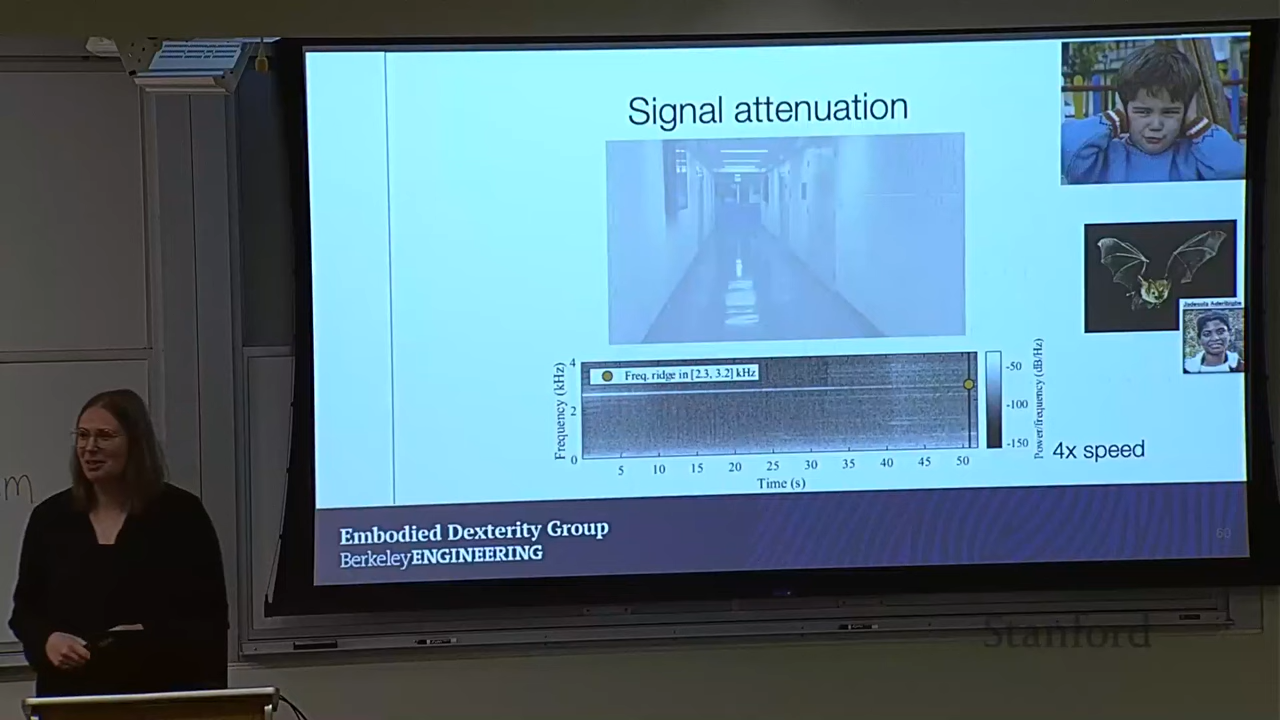 Signal attenuation
Freq. ridge in [2.3, 3.2] kHz
Frequency (kHz)
4
2
0
5 10 15 20 25 30 35 40 45 50
Time (s)
-50
-100
-150
Power/frequency (dB/Hz)
4x speed
Embodied Dexterity Group
BerkeleyENGINEERING
60
m
Stanford